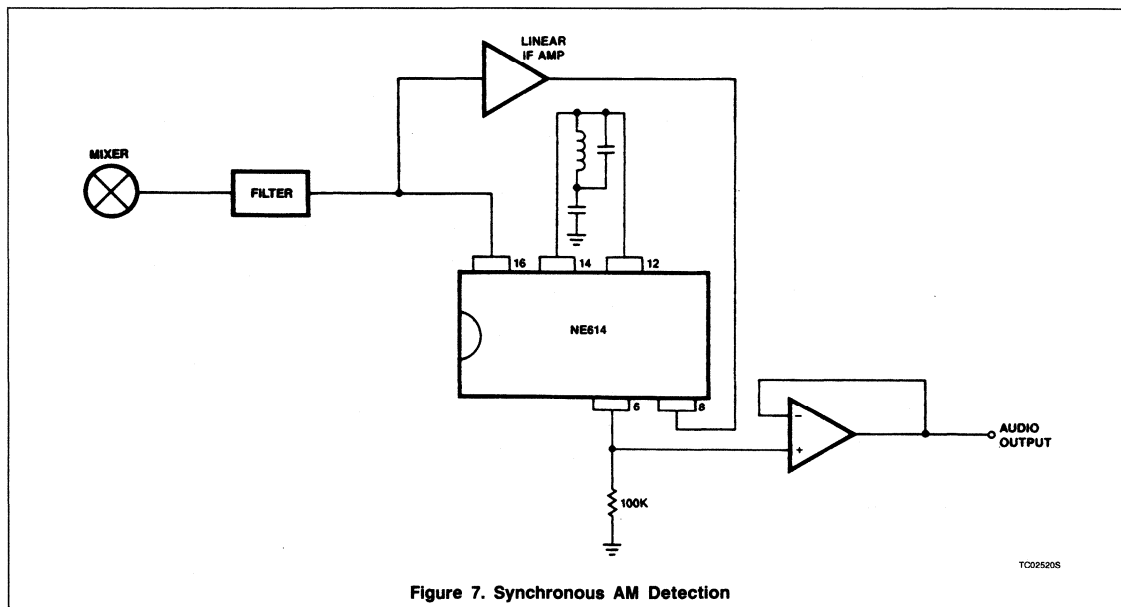 LINEAR
IF AMP
MIXER
FILTER
16
14
12
NE614
6
8
−
+
AUDIO
OUTPUT
100K
TC02520S
Figure 7. Synchronous AM Detection